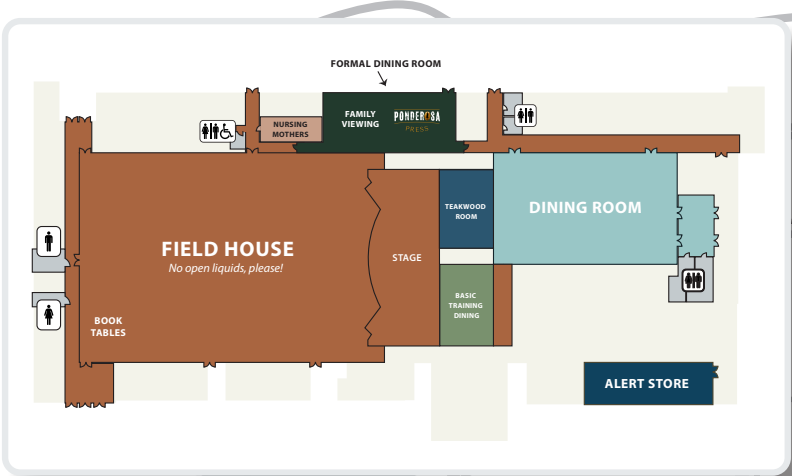 FORMAL DINING ROOM
FAMILY
VIEWING
PONDEROSA
PRESS
NURSING
MOTHERS
TEAKWOOD
ROOM
DINING ROOM
FIELD HOUSE
No open liquids, please!
STAGE
BASIC
TRAINING
DINING
BOOK
TABLES
ALERT STORE